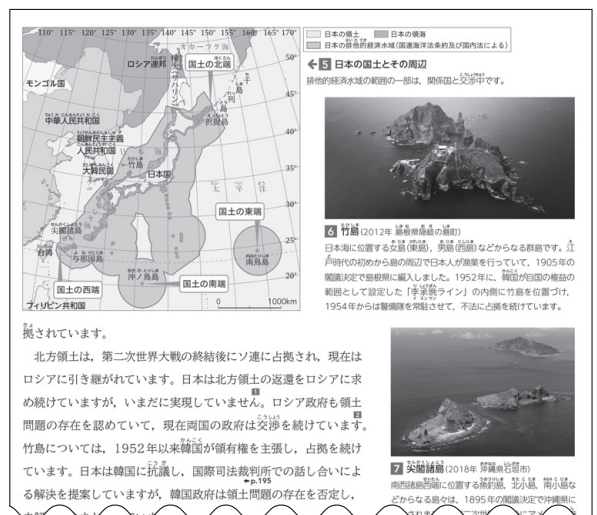 110° 115° 120° 125° 130° 135° 140° 145° 150° 155° 160° 165° 170°
50°
45°
40°
35°
30°
25°
20°
オホーツク海
ロシア連邦
樺太(サハリン)
国土の北端
千島列島
択捉島
モンゴル国
中華人民共和国
朝鮮民主主義
人民共和国
日本海
竹島
大韓民国
日本国
太平洋
国土の東端
尖閣諸島
台湾
与那国島
沖ノ鳥島
南鳥島
国土の西端
国土の南端
フィリピン共和国
0 1000km
日本の領土 日本の領海
日本の排他的経済水域(国連海洋法条約及び国内法による)
5 日本の国土とその周辺
排他的経済水域の範囲の一部は,関係国と交渉中です。
6 竹島(2012年 島根県隠岐の島町)
日本海に位置する女島(東島),男島(西島)などからなる群島です。江
戸時代の初めから島の周辺で日本人が漁業を行っていて,1905年の
閣議決定で島根県に編入しました。1952年に,韓国が自国の権益の
範囲として設定した「李承晩ライン」の内側に竹島を位置づけ,
1954年からは警備隊を常駐させて,不法に占拠を続けています。
拠されています。
北方領土は,第二次世界大戦の終結後にソ連に占拠され,現在は
ロシアに引き継がれています。日本は北方領土の返還をロシアに求
め続けていますが,いまだに実現していません。ロシア政府も領土
1
問題の存在を認めていて,現在両国の政府は交渉を続けています。
2
竹島については,1952年以来韓国が領有権を主張し,占拠を続け
ています。日本は韓国に抗議し,国際司法裁判所での話し合いによ
p.195
る解決を提案していますが,韓国政府は領土問題の存在を否定し,
7 尖閣諸島(2018年 沖縄県石垣市)
南西諸島西端に位置する魚釣島,北小島,南小島な
どからなる島々は,1895年の閣議決定で沖縄県に